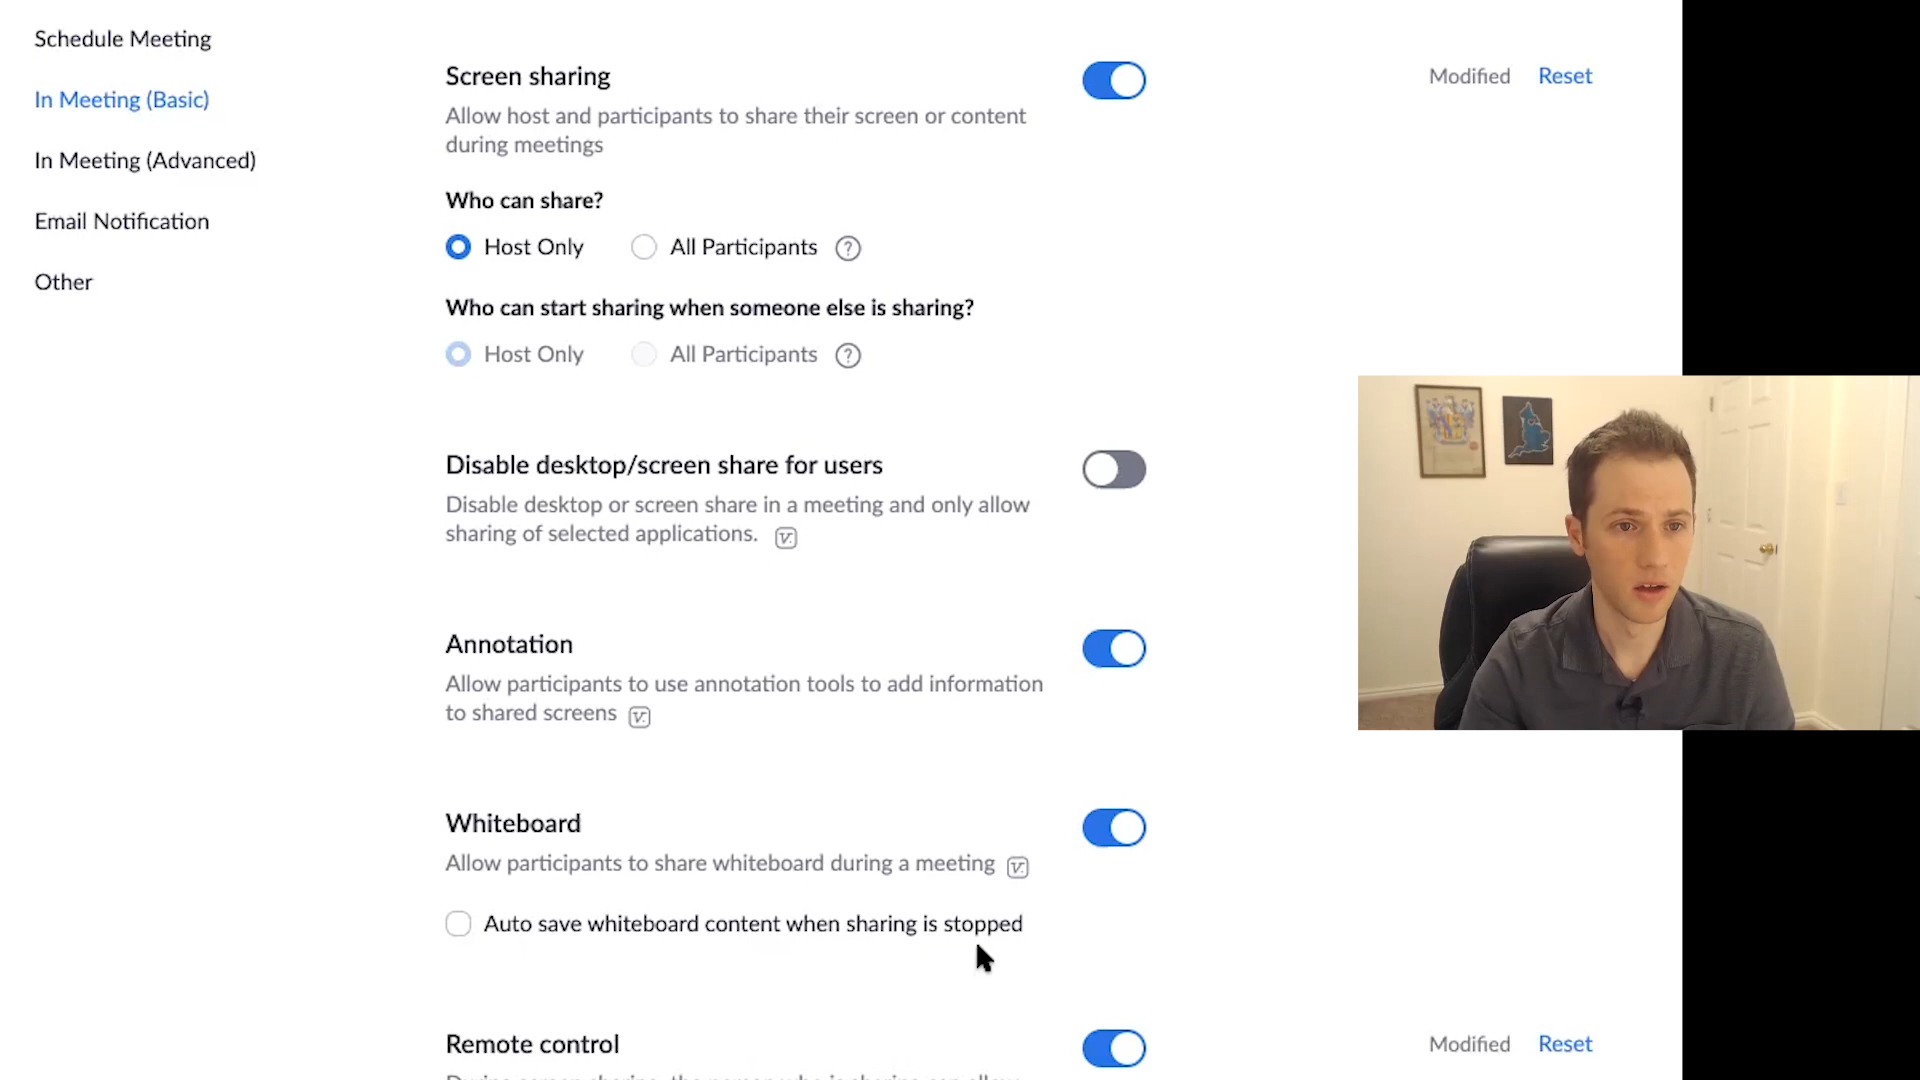 Schedule Meeting
In Meeting (Basic)
In Meeting (Advanced)
Email Notification
Other
Screen sharing
Modified Reset
Allow host and participants to share their screen or content
during meetings
Who can share?
Host Only All Participants ?
Who can start sharing when someone else is sharing?
Host Only All Participants ?
Disable desktop/screen share for users
Disable desktop or screen share in a meeting and only allow
sharing of selected applications.
Annotation
Allow participants to use annotation tools to add information
to shared screens
Whiteboard
Allow participants to share whiteboard during a meeting
Auto save whiteboard content when sharing is stopped
Remote control
Modified Reset